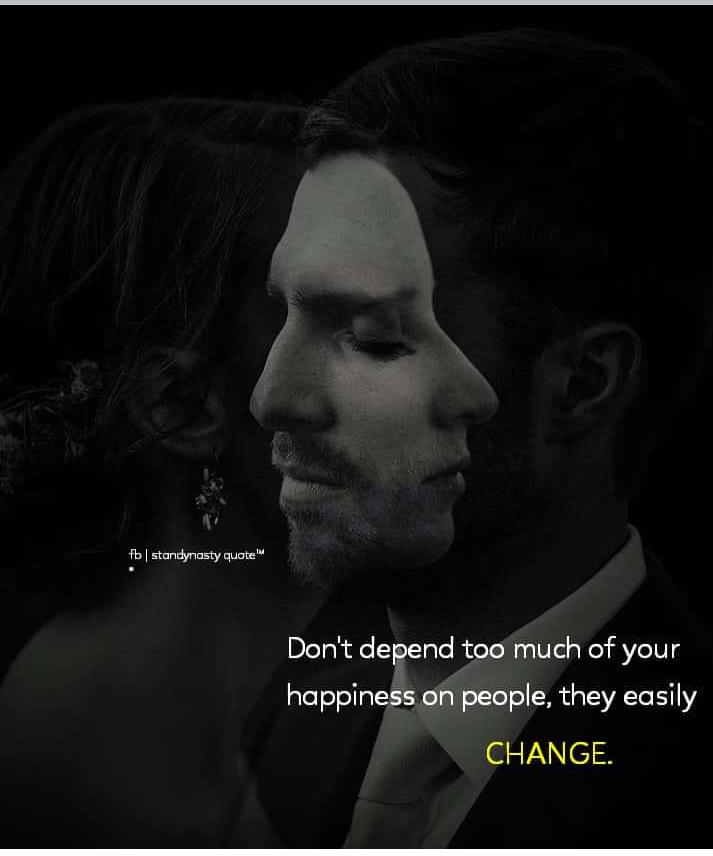 fb | standynasty quote™
Don't depend too much of your
happiness on people, they easily
CHANGE.